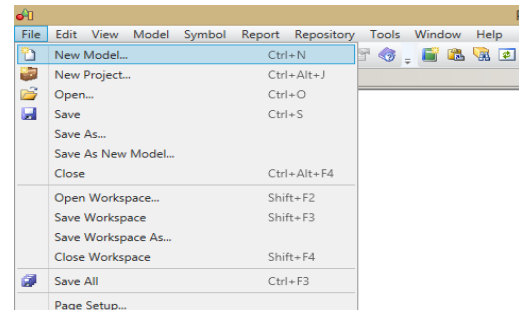 File Edit View Model Symbol Report Repository Tools Window Help
New Model... Ctrl+N
New Project... Ctrl+Alt+J
Open... Ctrl+O
Save Ctrl+S
Save As...
Save As New Model...
Close Ctrl+Alt+F4
Open Workspace... Shift+F2
Save Workspace Shift+F3
Save Workspace As...
Close Workspace Shift+F4
Save All Ctrl+F3
Page Setup...